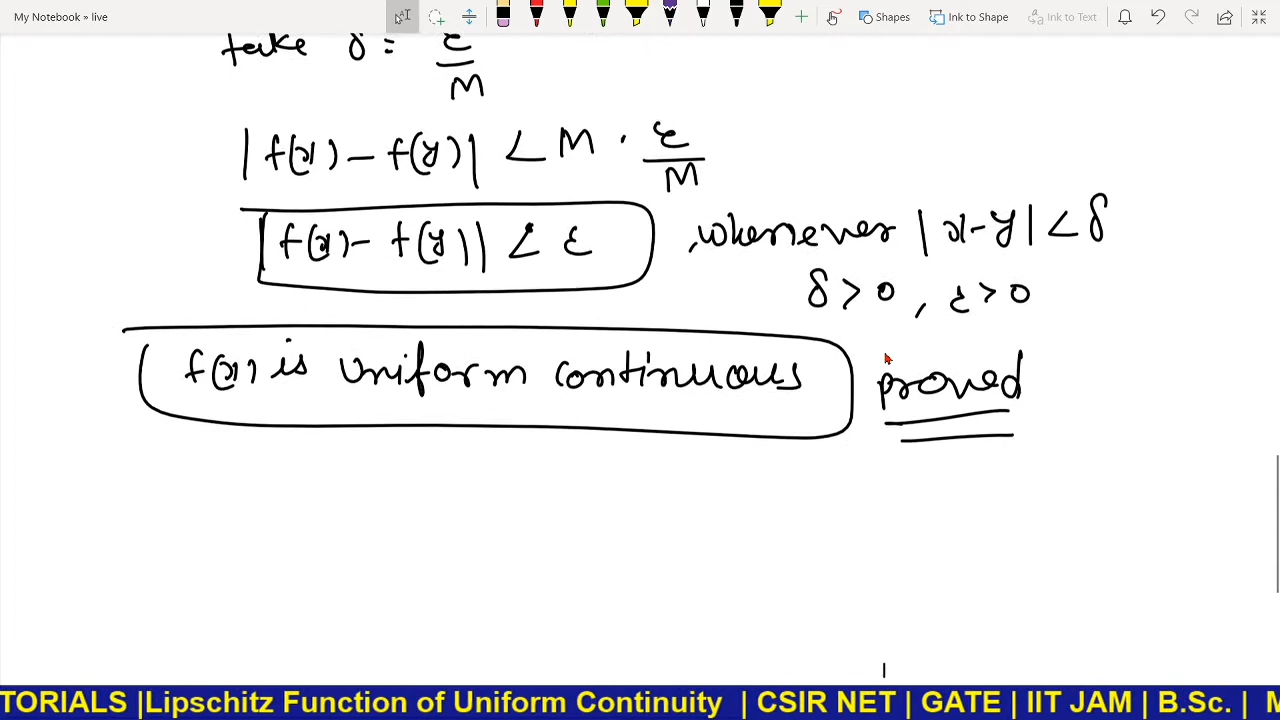 My Notebook » live
Shapes
Ink to Shape
Ink to Text
take δ = ε/M
|f(x) – f(y)| < M · ε/M
|f(x) – f(y)| < ε , whenever |x–y| < δ
δ > 0 , ε > 0
f(x) is uniform continuous proved
TORIALS |Lipschitz Function of Uniform Continuity | CSIR NET | GATE | IIT JAM | B.Sc. |